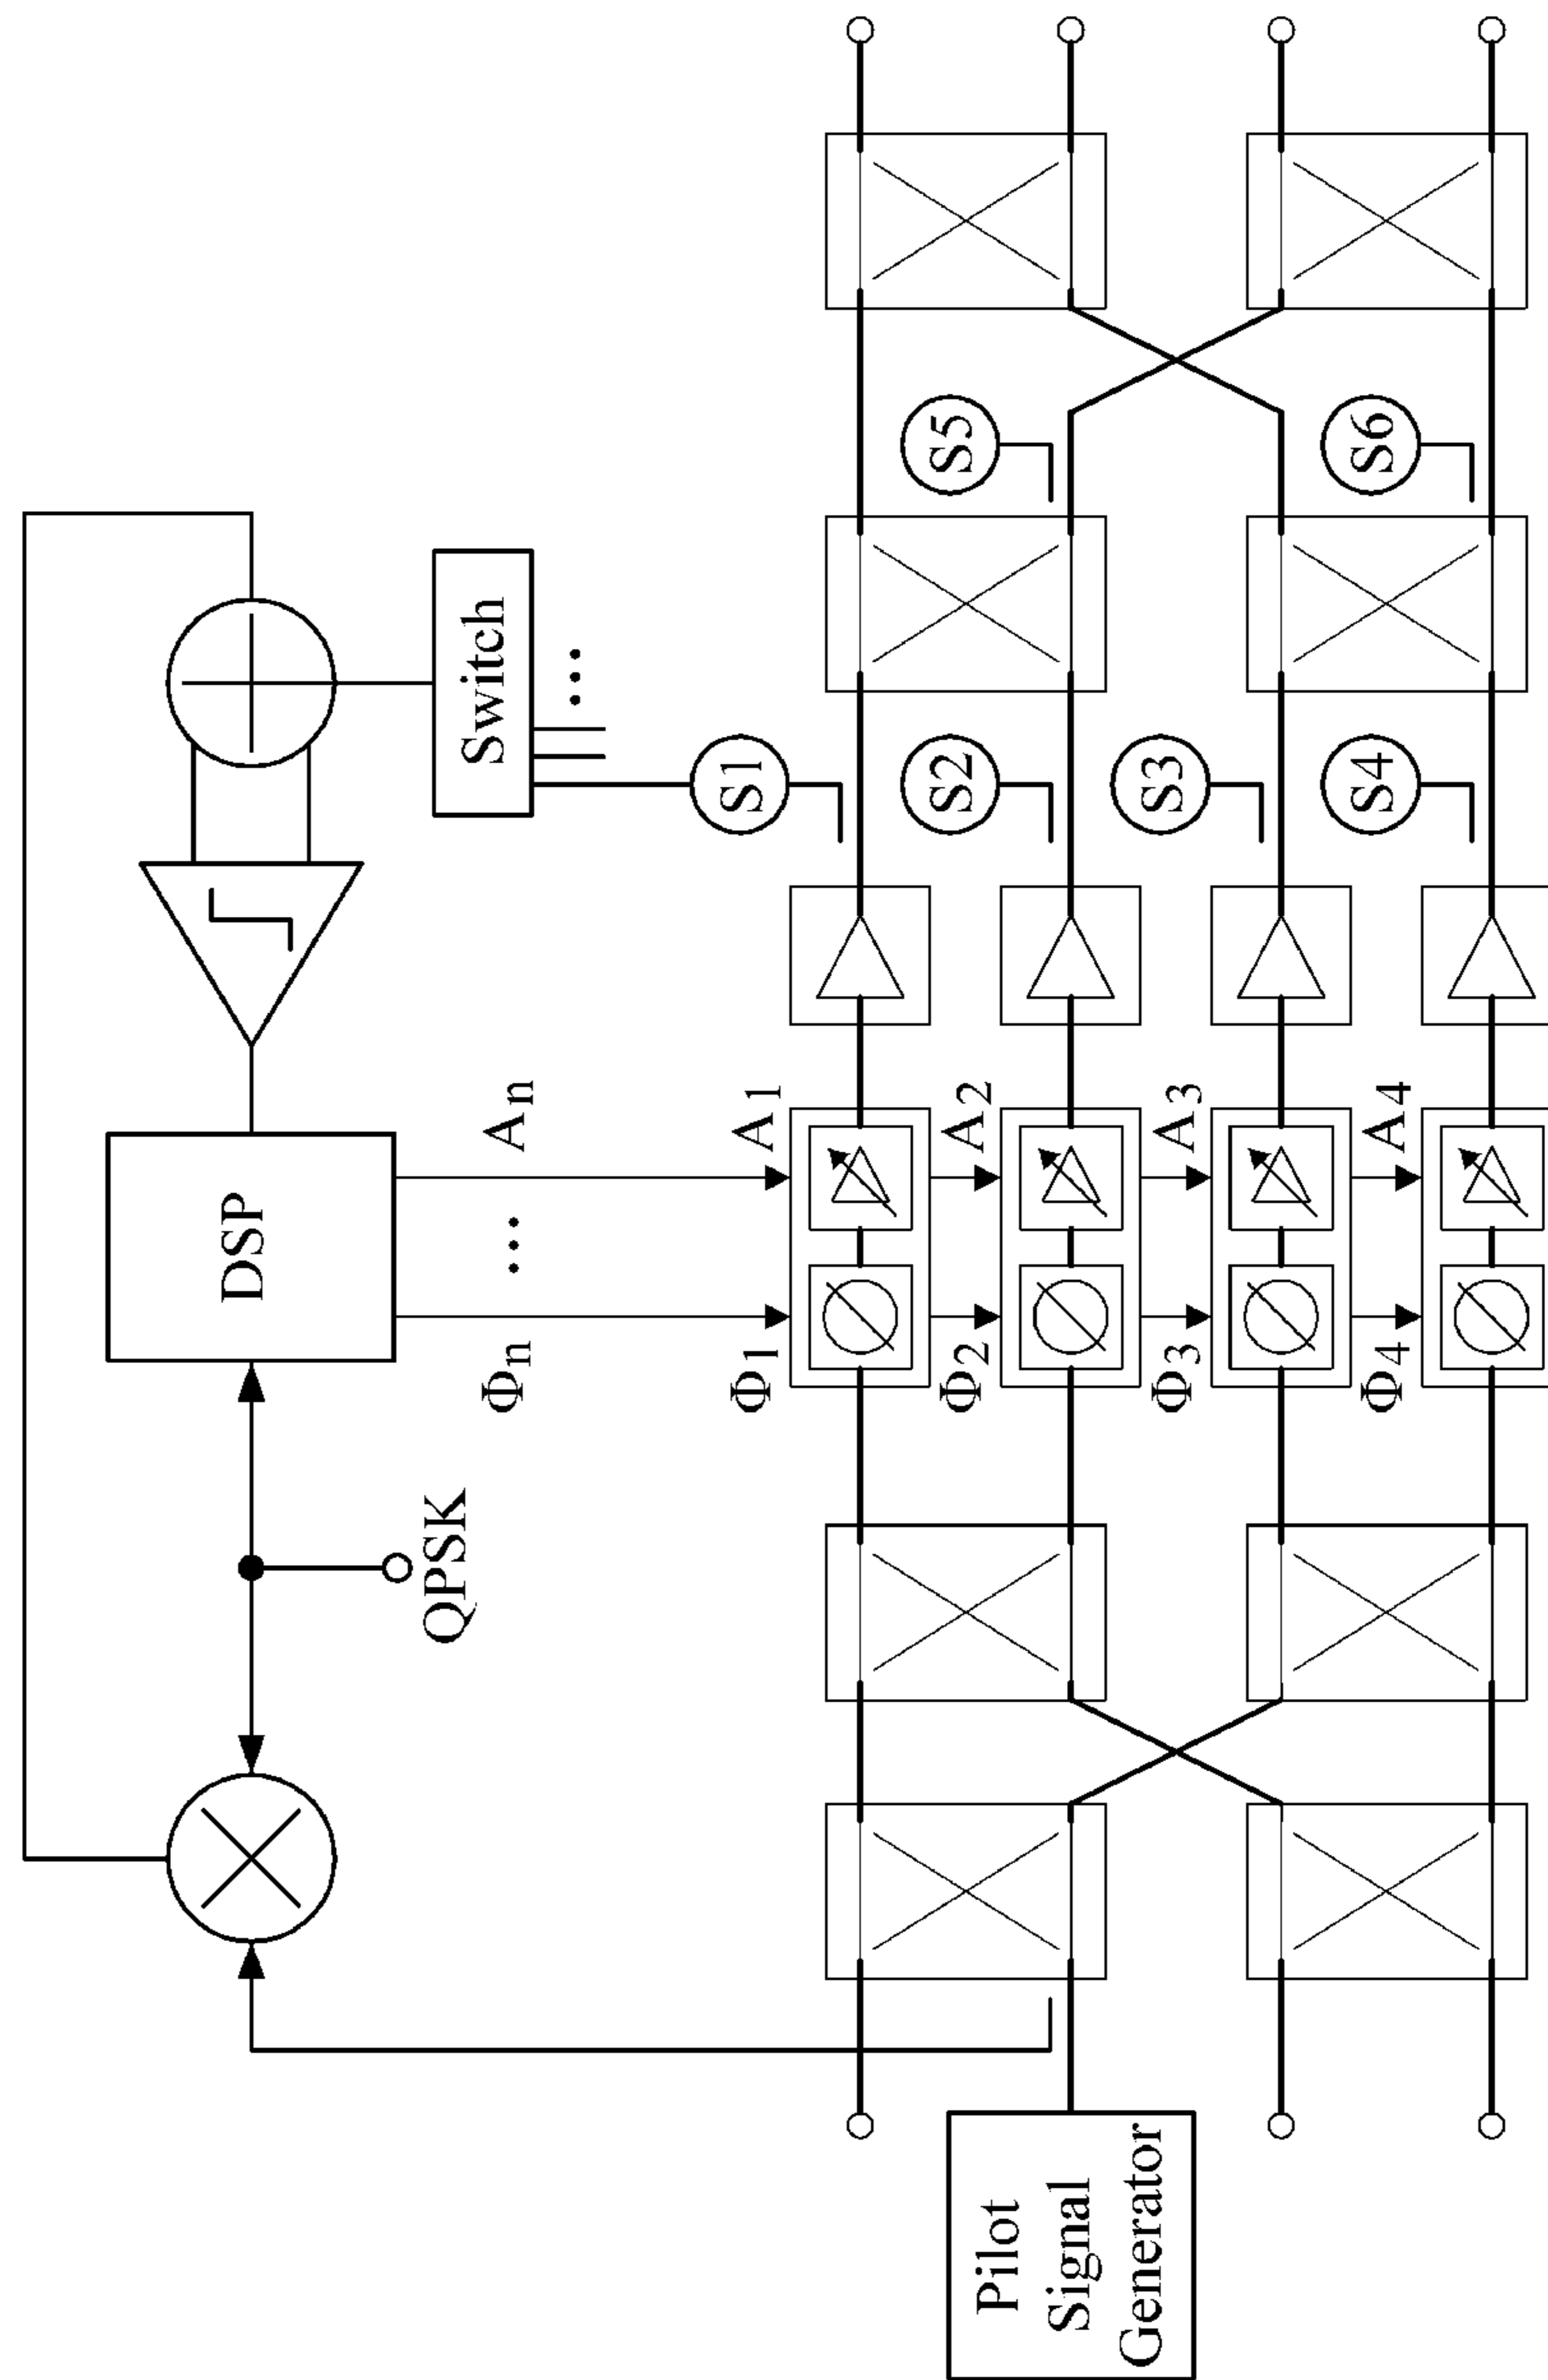 DSP
QPSK
Switch
Φn
...
An
...
S1
S2
S3
S4
S5
S6
Φ1
A1
Φ2
A2
Φ3
A3
Φ4
A4
Pilot
Signal
Generator